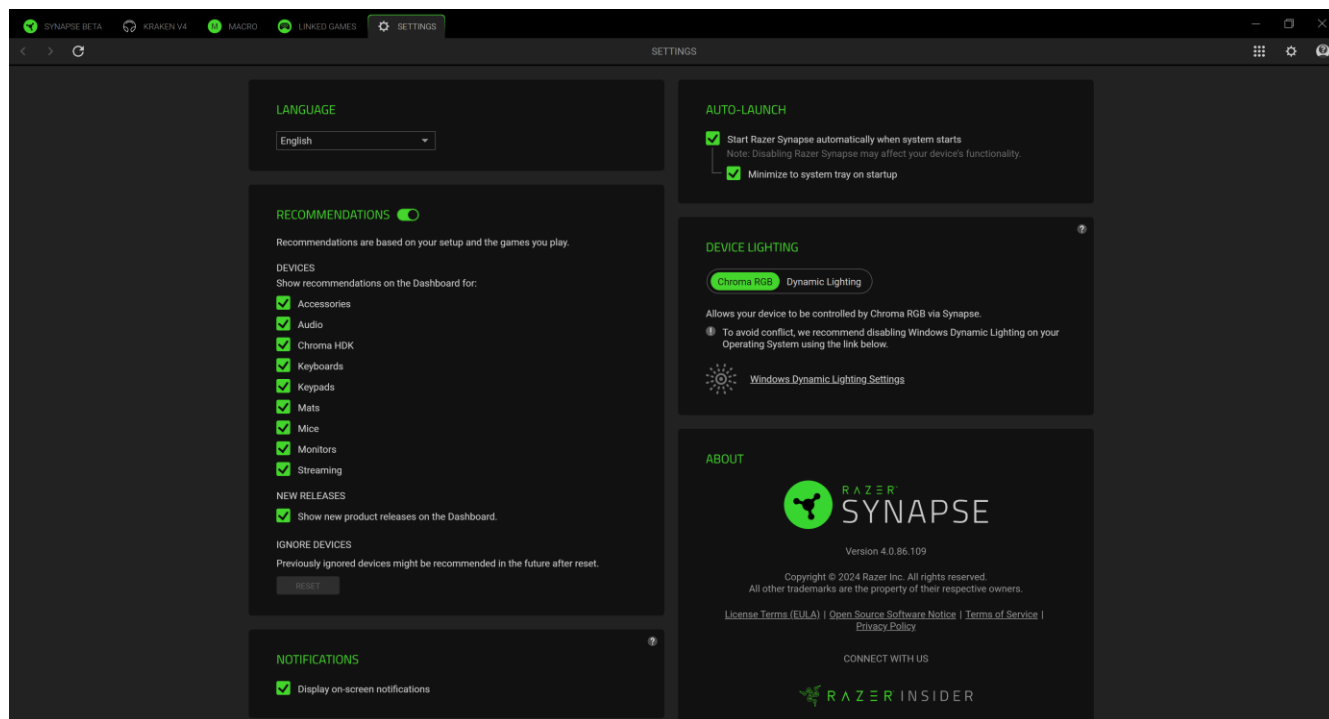 SYNAPSE BETA
KRAKEN V4
M MACRO
LINKED GAMES
SETTINGS
SETTINGS
LANGUAGE
English
RECOMMENDATIONS
Recommendations are based on your setup and the games you play.
DEVICES
Show recommendations on the Dashboard for:
Accessories
Audio
Chroma HDK
Keyboards
Keypads
Mats
Mice
Monitors
Streaming
NEW RELEASES
Show new product releases on the Dashboard.
IGNORE DEVICES
Previously ignored devices might be recommended in the future after reset.
RESET
?
NOTIFICATIONS
Display on-screen notifications
AUTO-LAUNCH
Start Razer Synapse automatically when system starts
Note: Disabling Razer Synapse may affect your device's functionality.
Minimize to system tray on startup
?
DEVICE LIGHTING
Chroma RGB Dynamic Lighting
Allows your device to be controlled by Chroma RGB via Synapse.
! To avoid conflict, we recommend disabling Windows Dynamic Lighting on your
Operating System using the link below.
Windows Dynamic Lighting Settings
ABOUT
RAZER
SYNAPSE
Version 4.0.86.109
Copyright © 2024 Razer Inc. All rights reserved.
All other trademarks are the property of their respective owners.
License Terms (EULA) | Open Source Software Notice | Terms of Service |
Privacy Policy
CONNECT WITH US
RAZER INSIDER